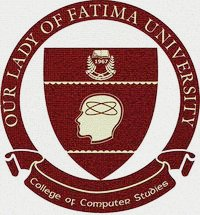 OUR LADY OF FATIMA UNIVERSITY
1967
College of Computer Studies